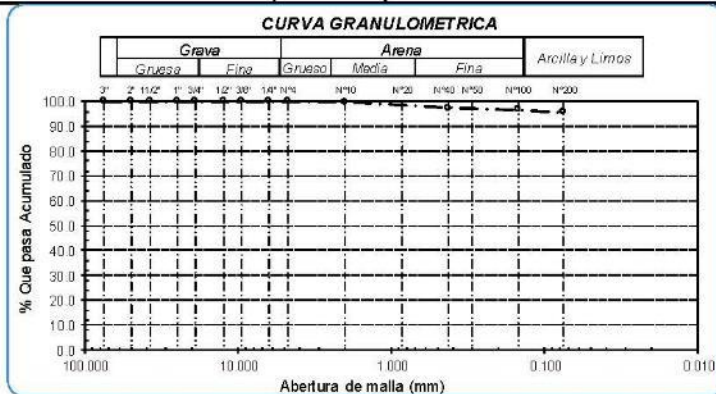 CURVA GRANULOMETRICA
Grava Arena Arcilla y Limos
Gruesa Fina Grueso Media Fina
3" 2" 11/2" 1" 3/4" 1/2" 3/8" 1/4" N°4 N°10 N°20 N°40 N°50 N°100 N°200
% Que pasa Acumulado
100.0
90.0
80.0
70.0
60.0
50.0
40.0
30.0
20.0
10.0
0.0
100.000 10.000 1.000 0.100 0.010
Abertura de malla (mm)